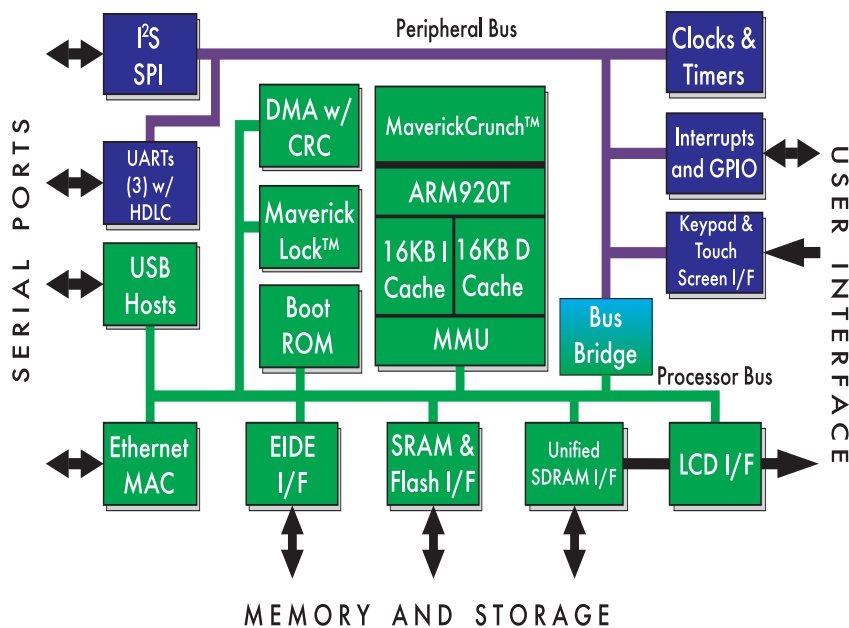 I²S
SPI
Peripheral Bus
Clocks &
Timers
DMA w/
CRC
MaverickCrunch™
UARTs
(3) w/
HDLC
Interrupts
and GPIO
ARM920T
Maverick
Lock™
16KB I
Cache
16KB D
Cache
Keypad &
Touch
Screen I/F
USB
Hosts
Boot
ROM
MMU
Bus
Bridge
Processor Bus
Ethernet
MAC
EIDE
I/F
SRAM &
Flash I/F
Unified
SDRAM I/F
LCD I/F
SERIAL PORTS
USER INTERFACE
MEMORY AND STORAGE